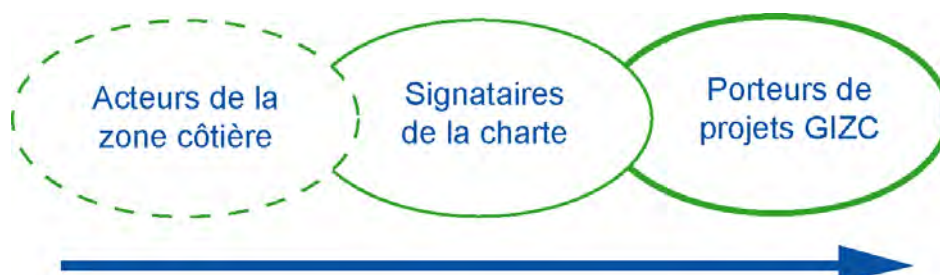 Acteurs de la
zone côtière
Signataires
de la charte
Porteurs de
projets GIZC